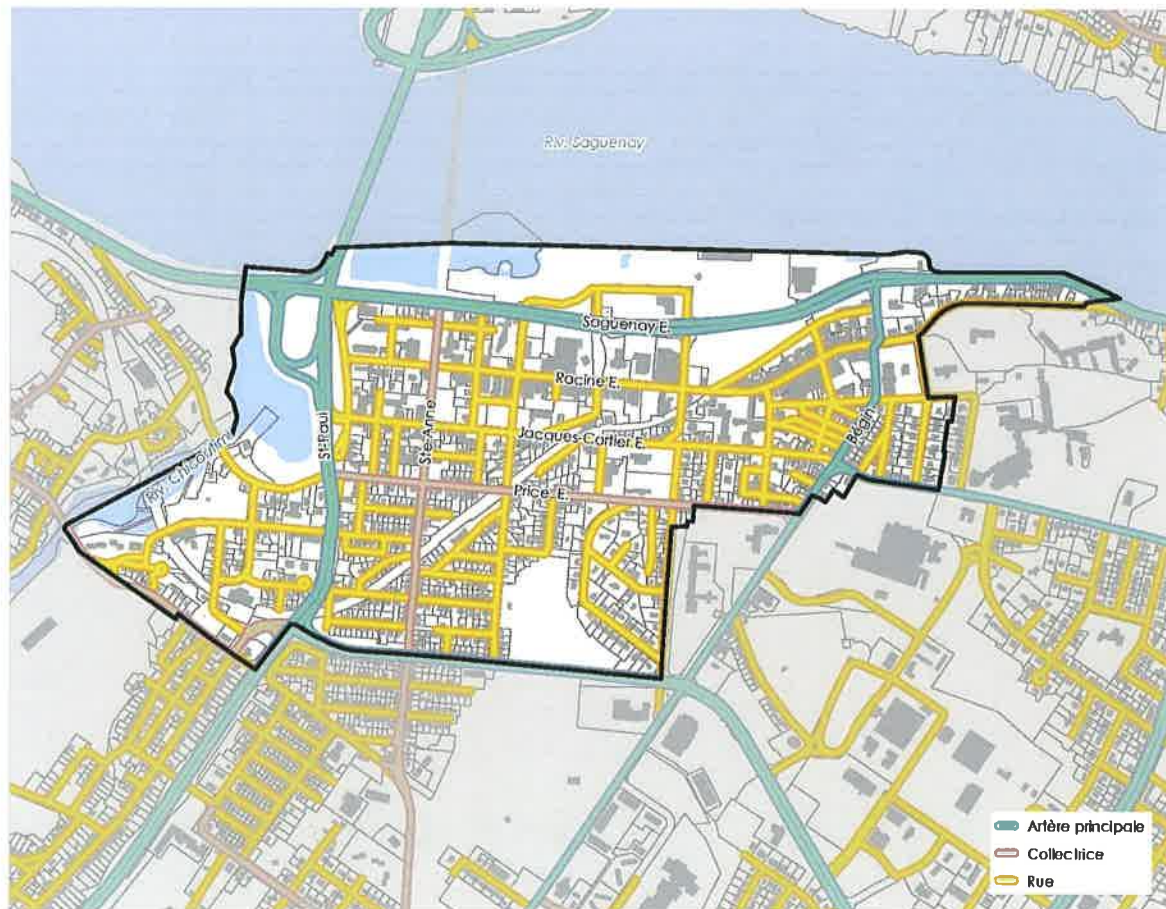 Riv. Saguenay
Saguenay E.
Racine E.
St-Paul
Ste-Anne
Jacques-Cartier E.
Bégin
Riv. Chicoutimi
Price E.
Artère principale
Collectrice
Rue